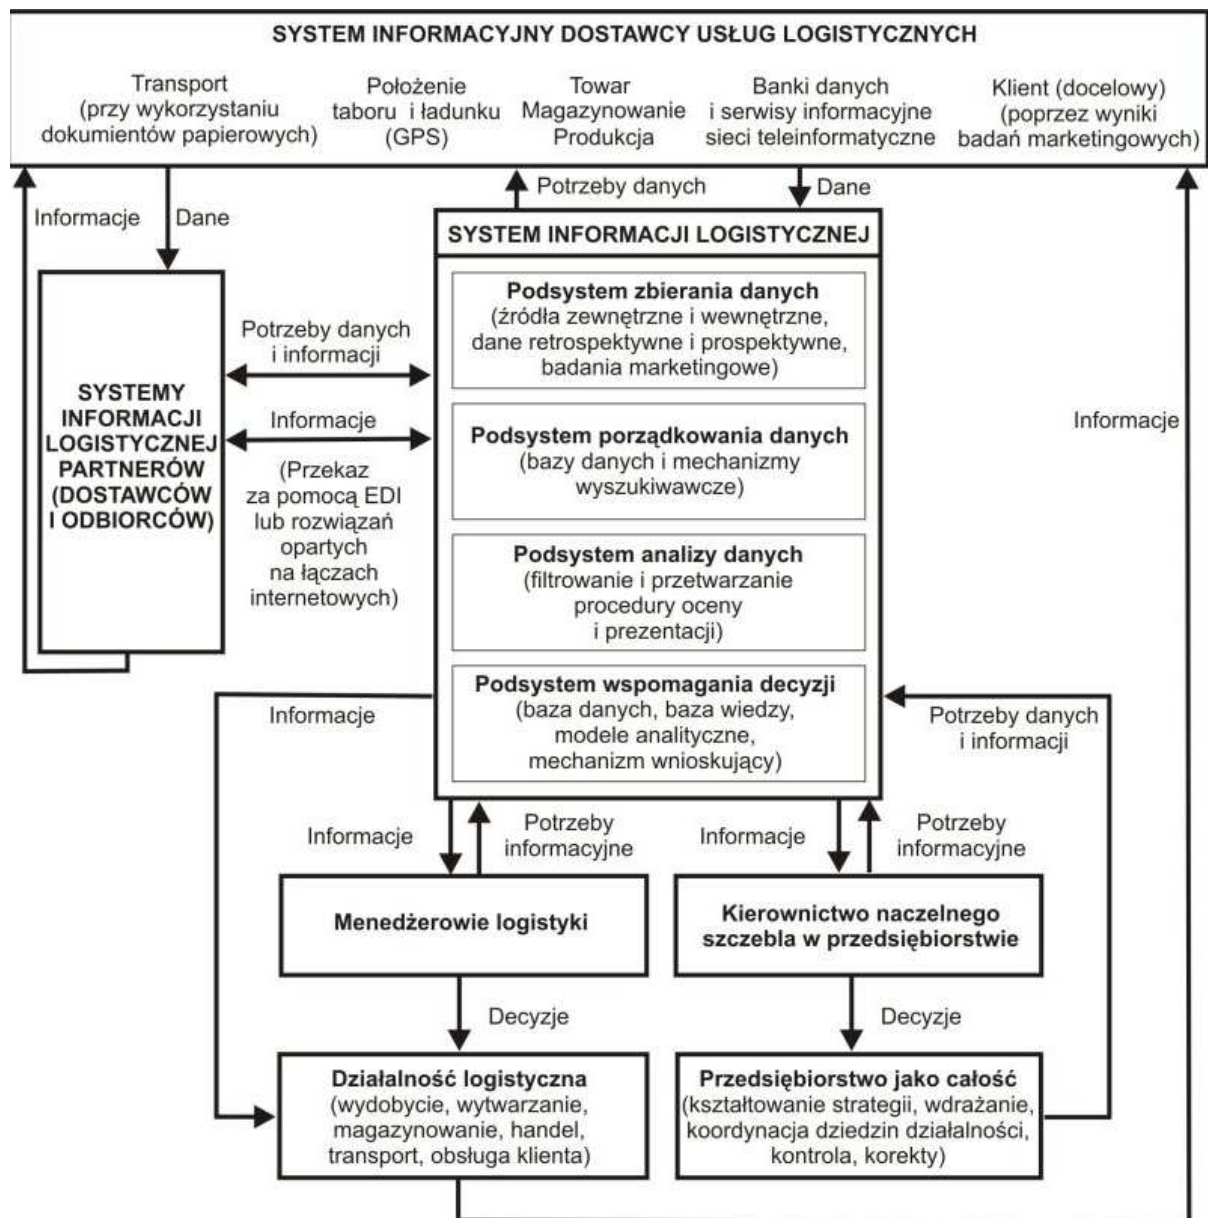 SYSTEM INFORMACYJNY DOSTAWCY USŁUG LOGISTYCZNYCH
Transport
(przy wykorzystaniu
dokumientów papierowych)
Położenie
taboru i ładunku
(GPS)
Towar
Magazynowanie
Produkcja
Banki danych
i serwisy informacyjne
sieci teleinformatyczne
Klient (docelowy)
(poprzez wyniki
badań marketingowych)
Informacje
Dane
Potrzeby danych
Dane
SYSTEM INFORMACJI LOGISTYCZNEJ
Podsystem zbierania danych
(źródła zewnętrzne i wewnętrzne,
dane retrospektywne i prospektywne,
badania marketingowe)
Potrzeby danych
i informacji
SYSTEMY
INFORMACJI
LOGISTYCZNEJ
PARTNERÓW
(DOSTAWCÓW
I ODBIORCÓW)
Informacje
(Przekaz
za pomocą EDI
lub rozwiązań
opartych
na łączach
internetowych)
Informacje
Podsystem porządkowania danych
(bazy danych i mechanizmy
wyszukiwawcze)
Podsystem analizy danych
(filtrowanie i przetwarzanie
procedury oceny
i prezentacji)
Podsystem wspomagania decyzji
(baza danych, baza wiedzy,
modele analityczne,
mechanizm wnioskujący)
Informacje
Potrzeby danych
i informacji
Informacje
Potrzeby
informacyjne
Informacje
Potrzeby
informacyjne
Menedżerowie logistyki
Kierownictwo naczelnego
szczebla w przedsiębiorstwie
Decyzje
Decyzje
Działalność logistyczna
(wydobycie, wytwarzanie,
magazynowanie, handel,
transport, obsługa klienta)
Przedsiębiorstwo jako całość
(kształtowanie strategii, wdrażanie,
koordynacja dziedzin działalności,
kontrola, korekty)